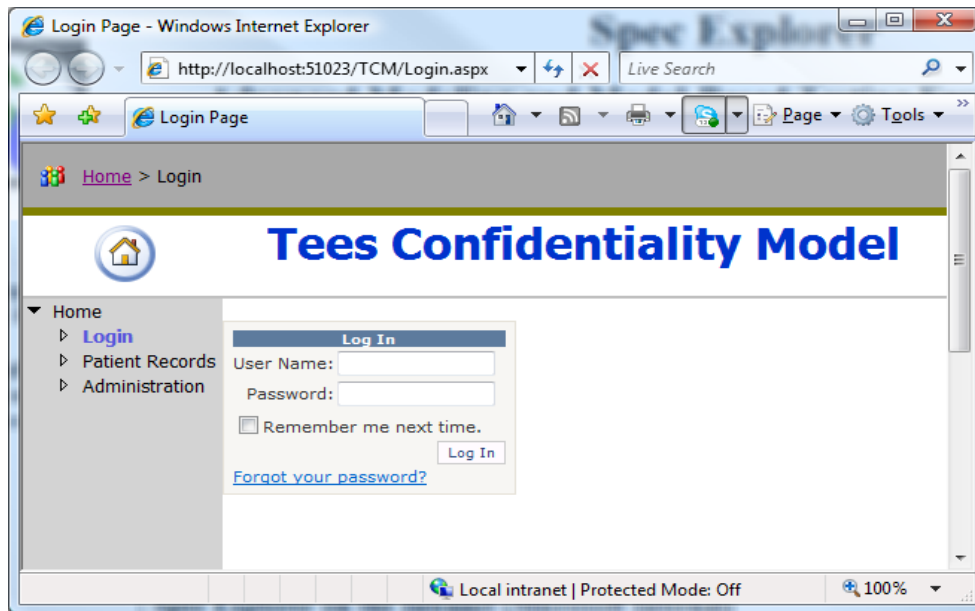 Spec Explorer
Login Page - Windows Internet Explorer
http://localhost:51023/TCM/Login.aspx
Live Search
Login Page
Page
Tools
Home > Login
Tees Confidentiality Model
Home
Login
Patient Records
Administration
Log In
User Name:
Password:
Remember me next time.
Log In
Forgot your password?
Local intranet | Protected Mode: Off
100%